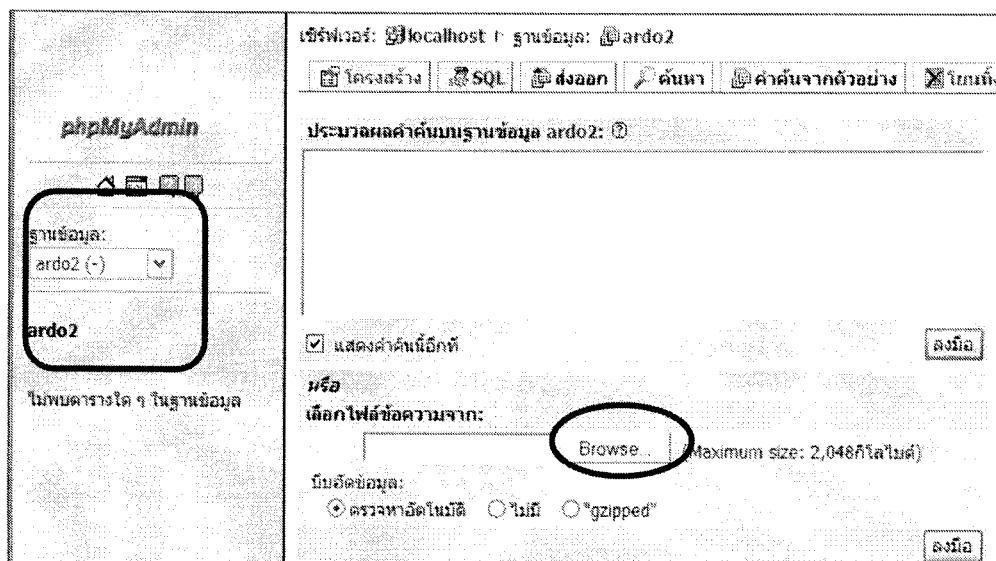 เซิร์ฟเวอร์: localhost ฐานข้อมูล: ardo2
โครงสร้าง SQL ส่งออก ค้นหา คำค้นจากตัวอย่าง โยนทิ้ง
phpMyAdmin
ประมวลผลคำค้นบนฐานข้อมูล ardo2:
ฐานข้อมูล:
ardo2 (-)
ardo2
แสดงคำค้นนี้อีกที
ลงมือ
ไม่พบตารางใด ๆ ในฐานข้อมูล
หรือ
เลือกไฟล์ข้อความจาก:
Browse... (Maximum size: 2,048กิโลไบต์)
บีบอัดข้อมูล:
ตรวจหาอัตโนมัติ ไม่มี "gzipped"
ลงมือ